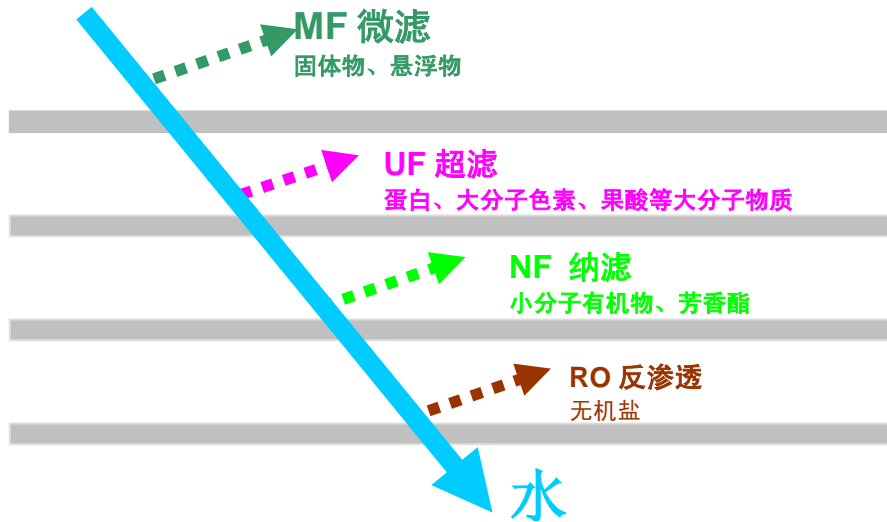 MF 微滤
固体物、悬浮物
UF 超滤
蛋白、大分子色素、果酸等大分子物质
NF 纳滤
小分子有机物、芳香酯
RO 反渗透
无机盐
水